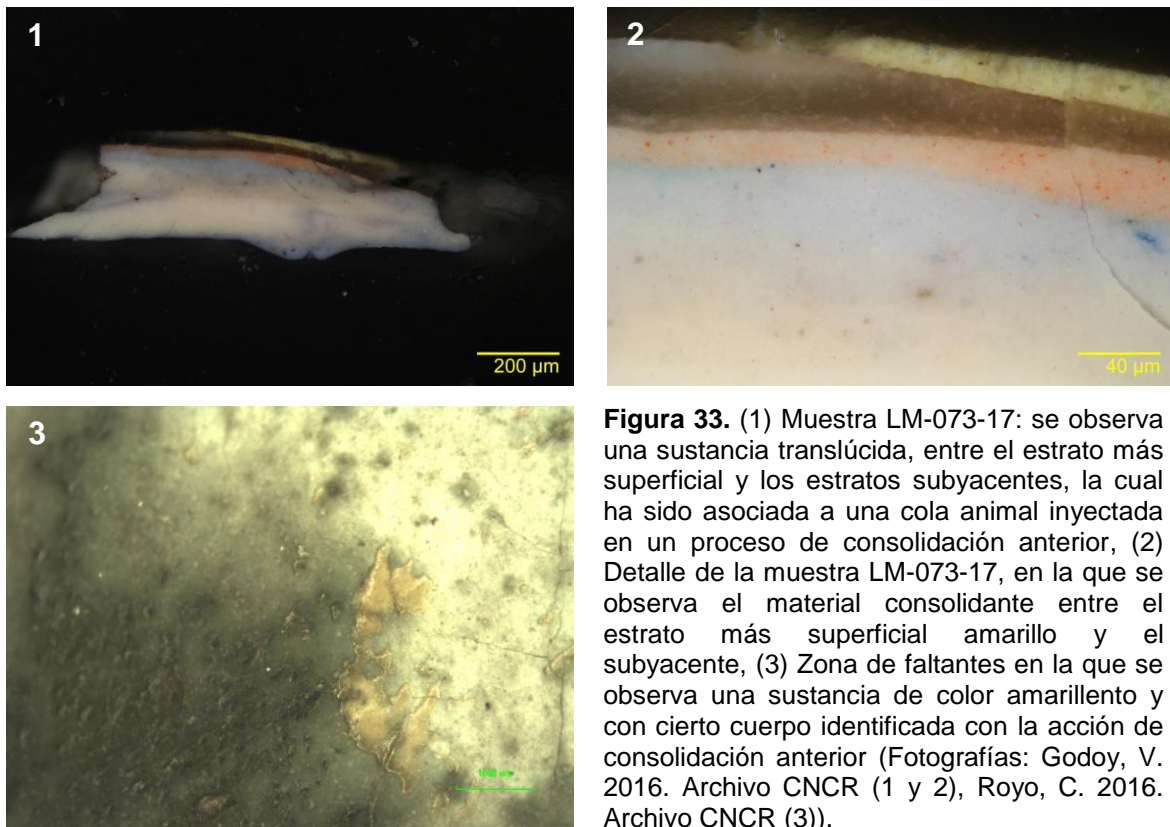 1
200 µm
2
40 µm
3
1000 um
Figura 33. (1) Muestra LM-073-17: se observa
una sustancia translúcida, entre el estrato más
superficial y los estratos subyacentes, la cual
ha sido asociada a una cola animal inyectada
en un proceso de consolidación anterior, (2)
Detalle de la muestra LM-073-17, en la que se
observa el material consolidante entre el
estrato más superficial amarillo y el
subyacente, (3) Zona de faltantes en la que se
observa una sustancia de color amarillento y
con cierto cuerpo identificada con la acción de
consolidación anterior (Fotografías: Godoy, V.
2016. Archivo CNCR (1 y 2), Royo, C. 2016.
Archivo CNCR (3)).